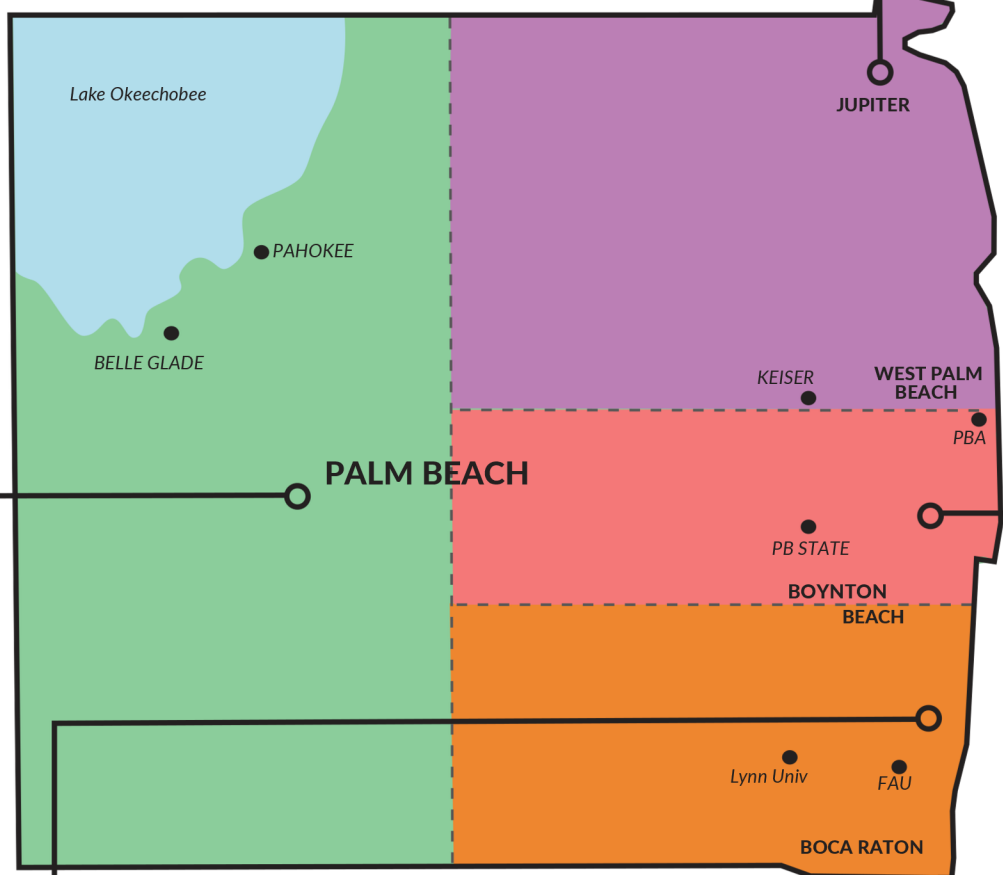 Lake Okeechobee
JUPITER
PAHOKEE
BELLE GLADE
KEISER
WEST PALM
BEACH
PBA
PALM BEACH
PB STATE
BOYNTON
BEACH
Lynn Univ
FAU
BOCA RATON